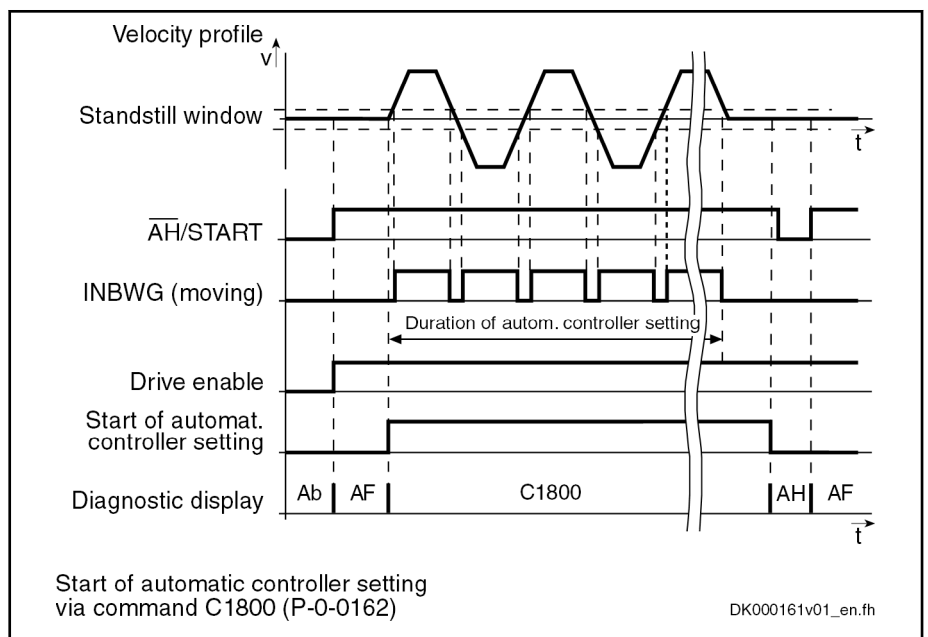 Velocity profile
v
Standstill window
t
A̅H̅/START
INBWG (moving)
Duration of autom. controller setting
Drive enable
Start of automat.
controller setting
Diagnostic display
Ab AF C1800 AH AF
t
Start of automatic controller setting
via command C1800 (P-0-0162)
DK000161v01_en.fh